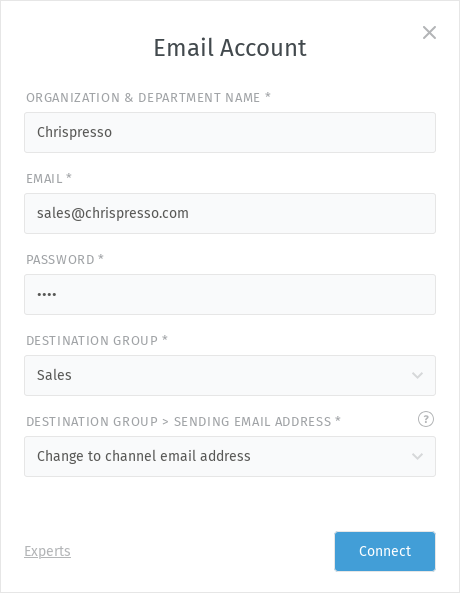 Email Account
ORGANIZATION & DEPARTMENT NAME *
Chrispresso
EMAIL *
sales@chrispresso.com
PASSWORD *
••••
DESTINATION GROUP *
Sales
DESTINATION GROUP > SENDING EMAIL ADDRESS *
?
Change to channel email address
Experts
Connect